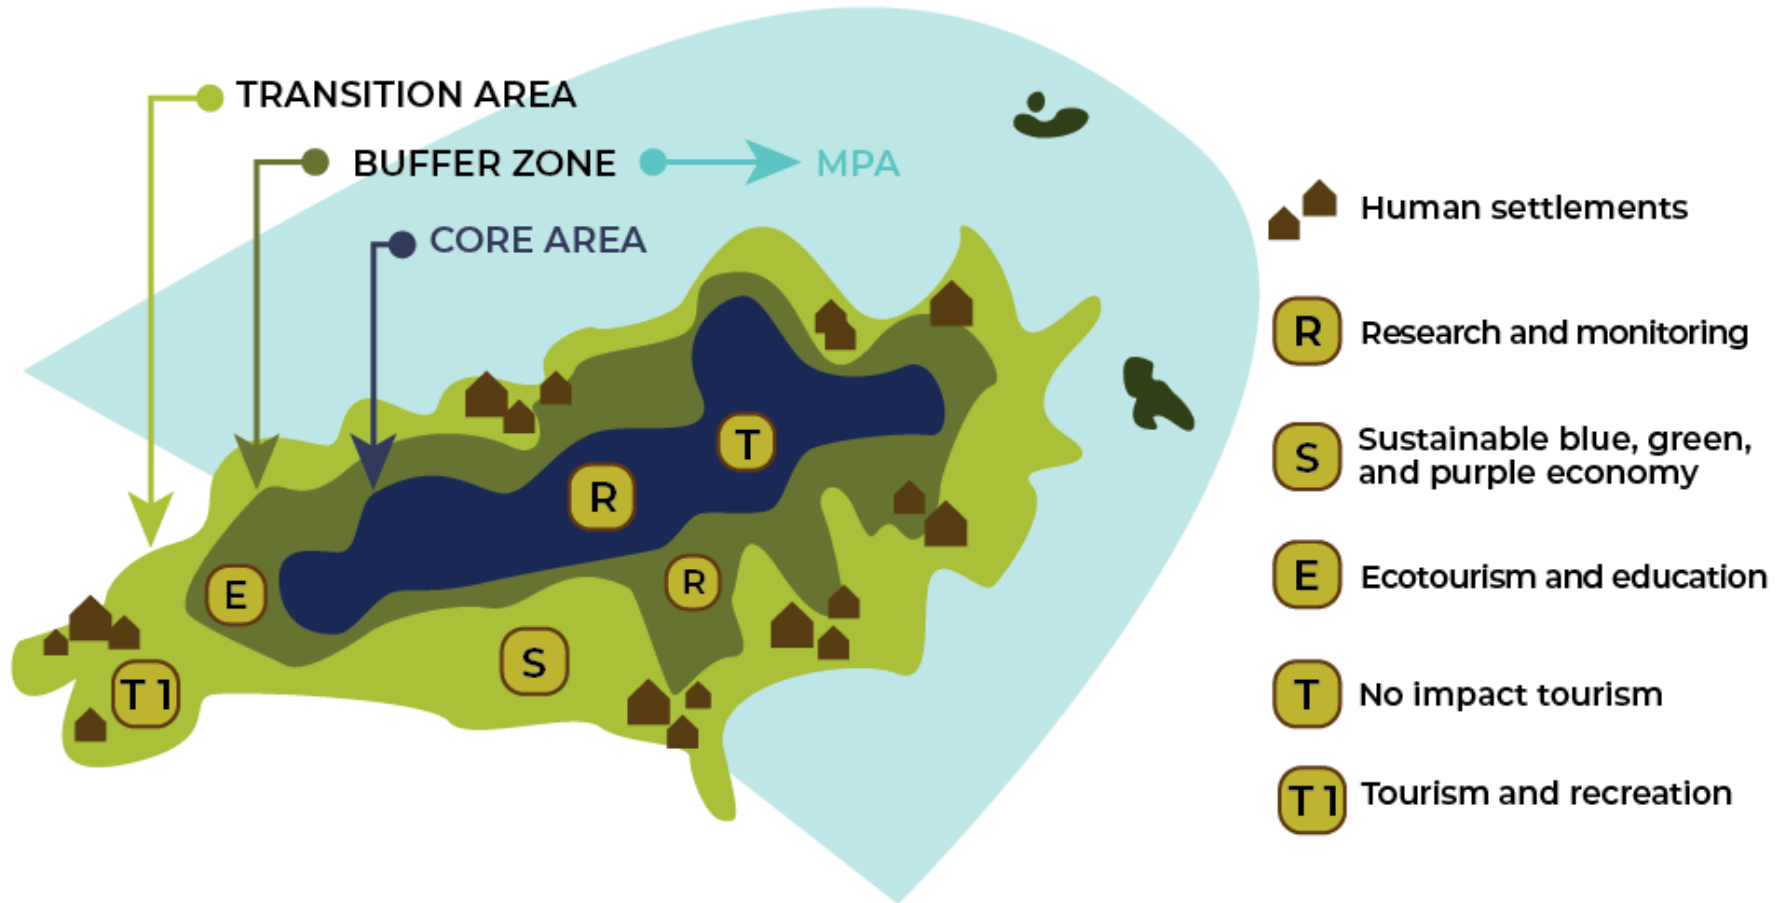 TRANSITION AREA
BUFFER ZONE
MPA
CORE AREA
T
R
E
R
S
T1
Human settlements
R
Research and monitoring
S
Sustainable blue, green,
and purple economy
E
Ecotourism and education
T
No impact tourism
T1
Tourism and recreation